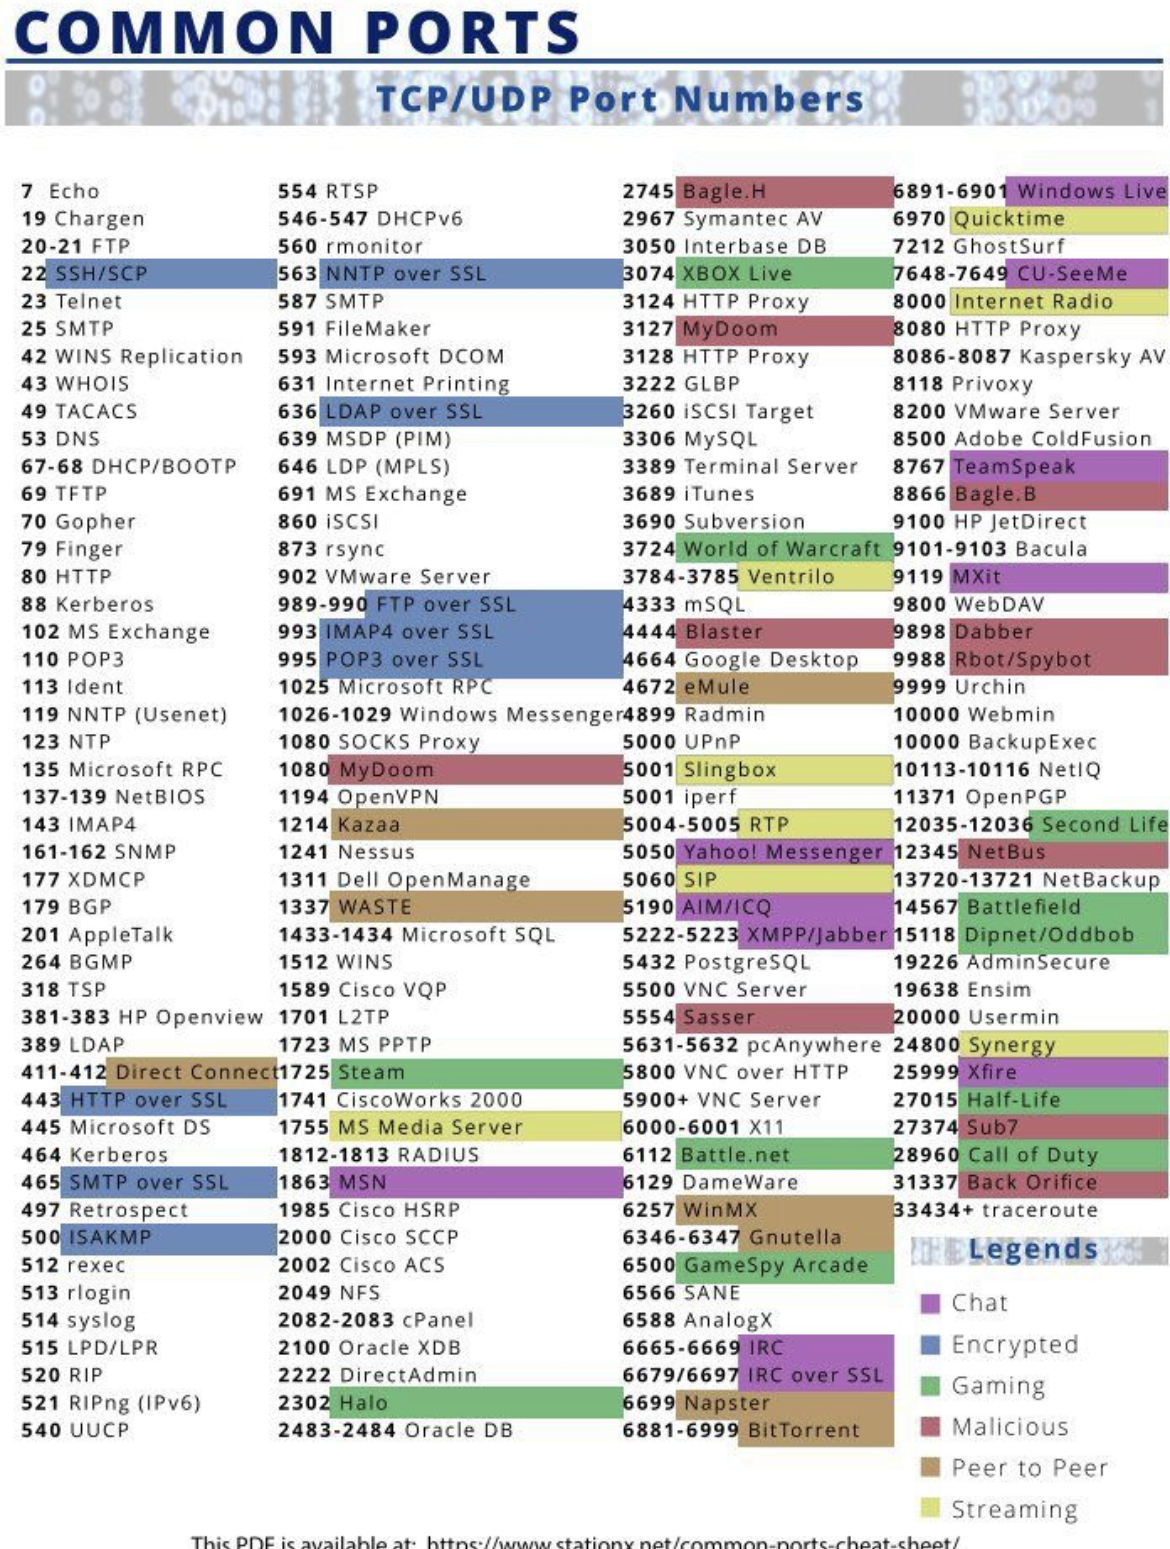 COMMON PORTS
TCP/UDP Port Numbers
7 Echo
19 Chargen
20-21 FTP
22 SSH/SCP
23 Telnet
25 SMTP
42 WINS Replication
43 WHOIS
49 TACACS
53 DNS
67-68 DHCP/BOOTP
69 TFTP
70 Gopher
79 Finger
80 HTTP
88 Kerberos
102 MS Exchange
110 POP3
113 Ident
119 NNTP (Usenet)
123 NTP
135 Microsoft RPC
137-139 NetBIOS
143 IMAP4
161-162 SNMP
177 XDMCP
179 BGP
201 AppleTalk
264 BGMP
318 TSP
381-383 HP Openview
389 LDAP
411-412 Direct Connect
443 HTTP over SSL
445 Microsoft DS
464 Kerberos
465 SMTP over SSL
497 Retrospect
500 ISAKMP
512 rexec
513 rlogin
514 syslog
515 LPD/LPR
520 RIP
521 RIPng (IPv6)
540 UUCP
554 RTSP
546-547 DHCPv6
560 rmonitor
563 NNTP over SSL
587 SMTP
591 FileMaker
593 Microsoft DCOM
631 Internet Printing
636 LDAP over SSL
639 MSDP (PIM)
646 LDP (MPLS)
691 MS Exchange
860 iSCSI
873 rsync
902 VMware Server
989-990 FTP over SSL
993 IMAP4 over SSL
995 POP3 over SSL
1025 Microsoft RPC
1026-1029 Windows Messenger
1080 SOCKS Proxy
1080 MyDoom
1194 OpenVPN
1214 Kazaa
1241 Nessus
1311 Dell OpenManage
1337 WASTE
1433-1434 Microsoft SQL
1512 WINS
1589 Cisco VQP
1701 L2TP
1723 MS PPTP
1725 Steam
1741 CiscoWorks 2000
1755 MS Media Server
1812-1813 RADIUS
1863 MSN
1985 Cisco HSRP
2000 Cisco SCCP
2002 Cisco ACS
2049 NFS
2082-2083 cPanel
2100 Oracle XDB
2222 DirectAdmin
2302 Halo
2483-2484 Oracle DB
2745 Bagle.H
2967 Symantec AV
3050 Interbase DB
3074 XBOX Live
3124 HTTP Proxy
3127 MyDoom
3128 HTTP Proxy
3222 GLBP
3260 iSCSI Target
3306 MySQL
3389 Terminal Server
3689 iTunes
3690 Subversion
3724 World of Warcraft
3784-3785 Ventrilo
4333 mSQL
4444 Blaster
4664 Google Desktop
4672 eMule
4899 Radmin
5000 UPnP
5001 Slingbox
5001 iperf
5004-5005 RTP
5050 Yahoo! Messenger
5060 SIP
5190 AIM/ICQ
5222-5223 XMPP/Jabber
5432 PostgreSQL
5500 VNC Server
5554 Sasser
5631-5632 pcAnywhere
5800 VNC over HTTP
5900+ VNC Server
6000-6001 X11
6112 Battle.net
6129 DameWare
6257 WinMX
6346-6347 Gnutella
6500 GameSpy Arcade
6566 SANE
6588 AnalogX
6665-6669 IRC
6679/6697 IRC over SSL
6699 Napster
6881-6999 BitTorrent
6891-6901 Windows Live
6970 Quicktime
7212 GhostSurf
7648-7649 CU-SeeMe
8000 Internet Radio
8080 HTTP Proxy
8086-8087 Kaspersky AV
8118 Privoxy
8200 VMware Server
8500 Adobe ColdFusion
8767 TeamSpeak
8866 Bagle.B
9100 HP JetDirect
9101-9103 Bacula
9119 MXit
9800 WebDAV
9898 Dabber
9988 Rbot/Spybot
9999 Urchin
10000 Webmin
10000 BackupExec
10113-10116 NetIQ
11371 OpenPGP
12035-12036 Second Life
12345 NetBus
13720-13721 NetBackup
14567 Battlefield
15118 Dipnet/Oddbob
19226 AdminSecure
19638 Ensim
20000 Usermin
24800 Synergy
25999 Xfire
27015 Half-Life
27374 Sub7
28960 Call of Duty
31337 Back Orifice
33434+ traceroute
Legends
Chat
Encrypted
Gaming
Malicious
Peer to Peer
Streaming
This PDF is available at: https://www.stationx.net/common-ports-cheat-sheet/